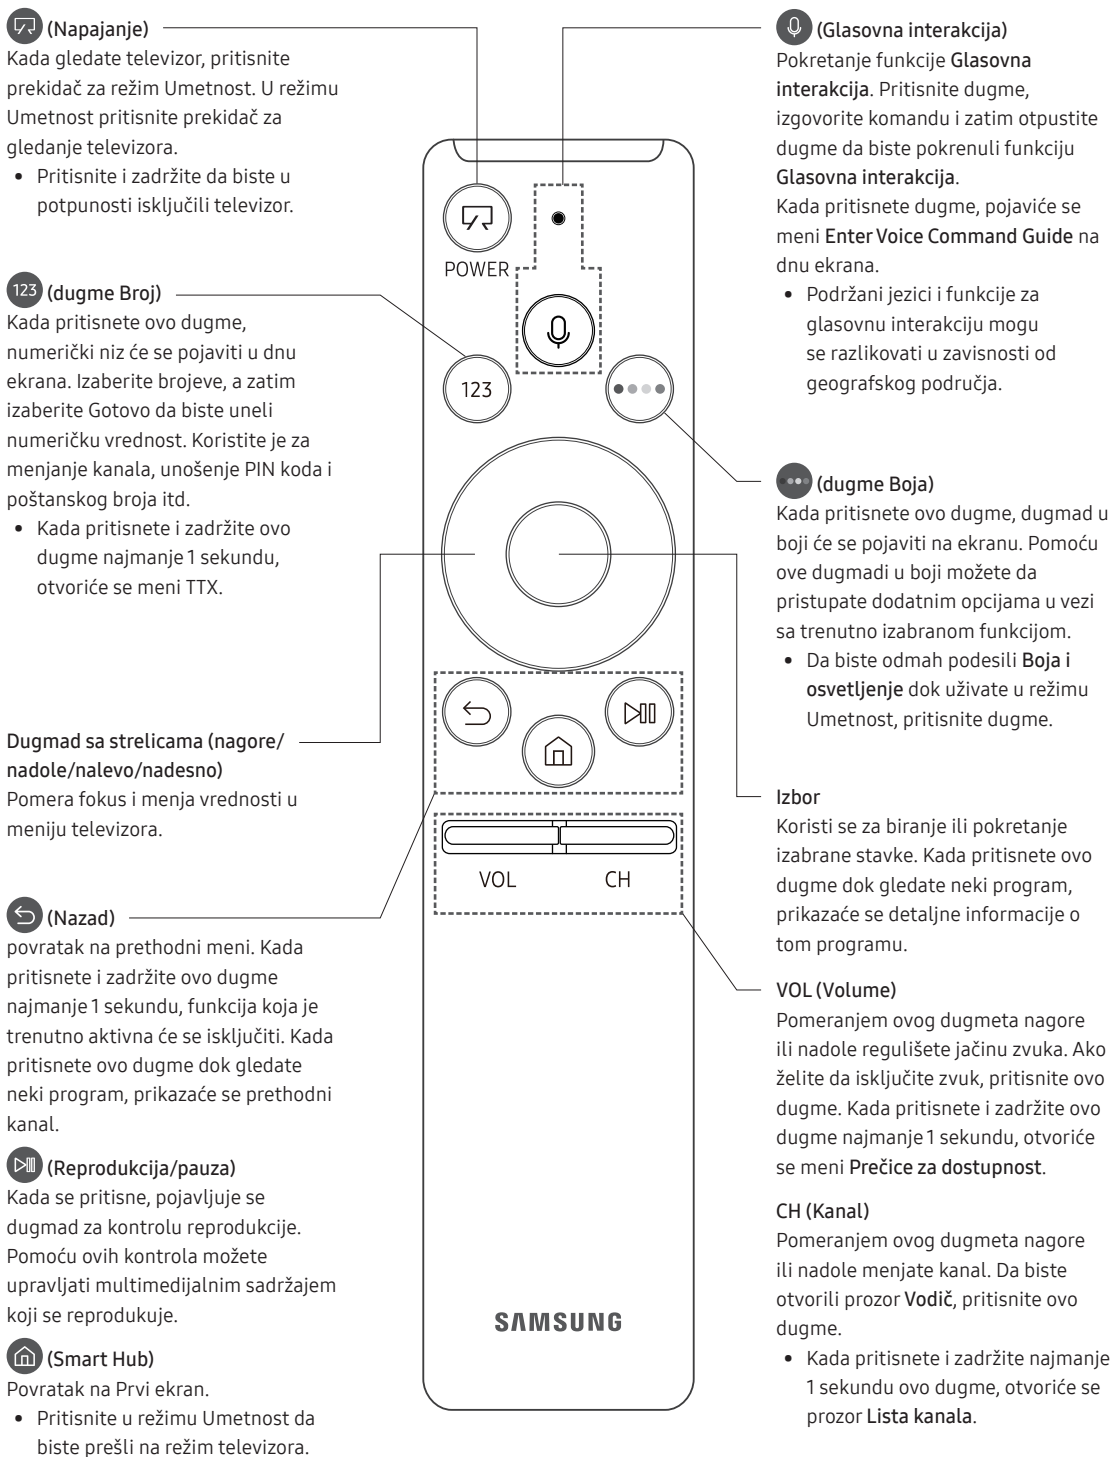 (Napajanje)
Kada gledate televizor, pritisnite
prekidač za režim Umetnost. U režimu
Umetnost pritisnite prekidač za
gledanje televizora.
• Pritisnite i zadržite da biste u
potpunosti isključili televizor.
123 (dugme Broj)
Kada pritisnete ovo dugme,
numerički niz će se pojaviti u dnu
ekrana. Izaberite brojeve, a zatim
izaberite Gotovo da biste uneli
numeričku vrednost. Koristite je za
menjanje kanala, unošenje PIN koda i
poštanskog broja itd.
• Kada pritisnete i zadržite ovo
dugme najmanje 1 sekundu,
otvoriće se meni TTX.
Dugmad sa strelicama (nagore/
nadole/nalevo/nadesno)
Pomera fokus i menja vrednosti u
meniju televizora.
(Nazad)
povratak na prethodni meni. Kada
pritisnete i zadržite ovo dugme
najmanje 1 sekundu, funkcija koja je
trenutno aktivna će se isključiti. Kada
pritisnete ovo dugme dok gledate
neki program, prikazaće se prethodni
kanal.
(Reprodukcija/pauza)
Kada se pritisne, pojavljuje se
dugmad za kontrolu reprodukcije.
Pomoću ovih kontrola možete
upravljati multimedijalnim sadržajem
koji se reprodukuje.
(Smart Hub)
Povratak na Prvi ekran.
• Pritisnite u režimu Umetnost da
biste prešli na režim televizora.
POWER
123
VOL CH
SAMSUNG
(Glasovna interakcija)
Pokretanje funkcije Glasovna
interakcija. Pritisnite dugme,
izgovorite komandu i zatim otpustite
dugme da biste pokrenuli funkciju
Glasovna interakcija.
Kada pritisnete dugme, pojaviće se
meni Enter Voice Command Guide na
dnu ekrana.
• Podržani jezici i funkcije za
glasovnu interakciju mogu
se razlikovati u zavisnosti od
geografskog područja.
(dugme Boja)
Kada pritisnete ovo dugme, dugmad u
boji će se pojaviti na ekranu. Pomoću
ove dugmadi u boji možete da
pristupate dodatnim opcijama u vezi
sa trenutno izabranom funkcijom.
• Da biste odmah podesili Boja i
osvetljenje dok uživate u režimu
Umetnost, pritisnite dugme.
Izbor
Koristi se za biranje ili pokretanje
izabrane stavke. Kada pritisnete ovo
dugme dok gledate neki program,
prikazaće se detaljne informacije o
tom programu.
VOL (Volume)
Pomeranjem ovog dugmeta nagore
ili nadole regulišete jačinu zvuka. Ako
želite da isključite zvuk, pritisnite ovo
dugme. Kada pritisnete i zadržite ovo
dugme najmanje 1 sekundu, otvoriće
se meni Prečice za dostupnost.
CH (Kanal)
Pomeranjem ovog dugmeta nagore
ili nadole menjate kanal. Da biste
otvorili prozor Vodič, pritisnite ovo
dugme.
• Kada pritisnete i zadržite najmanje
1 sekundu ovo dugme, otvoriće se
prozor Lista kanala.